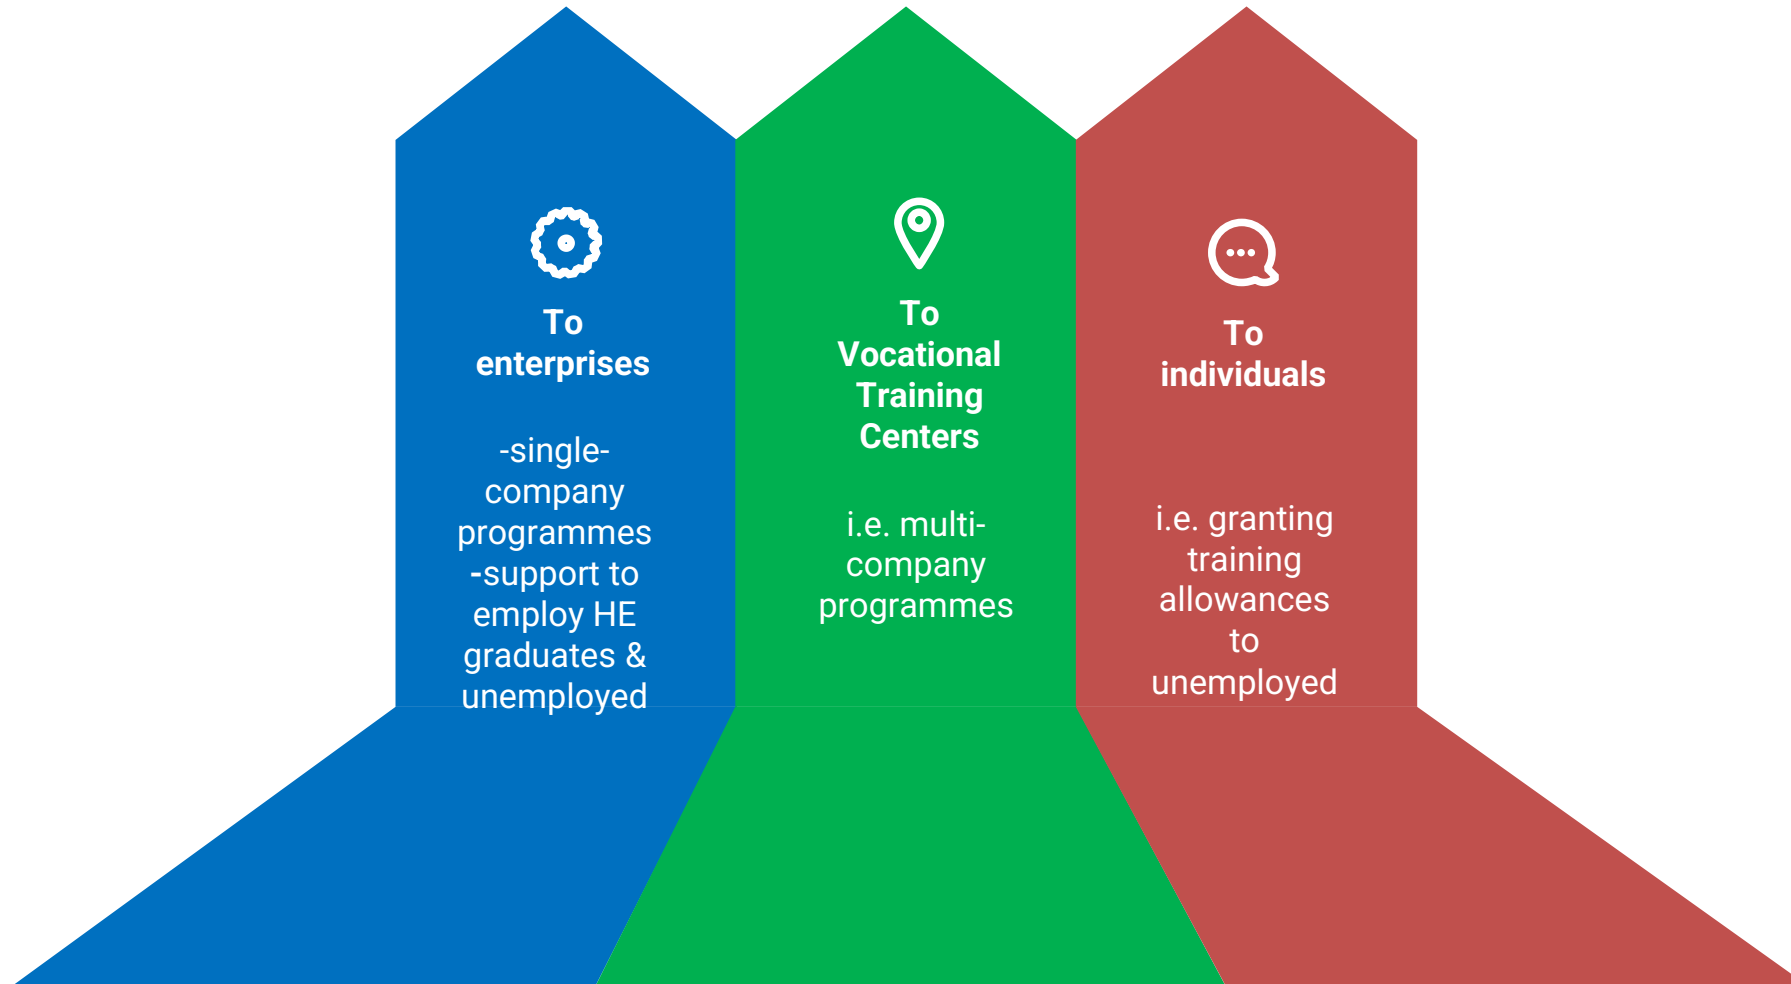 To
enterprises
-single-
company
programmes
-support to
employ HE
graduates &
unemployed
To
Vocational
Training
Centers
i.e. multi-
company
programmes
To
individuals
i.e. granting
training
allowances
to
unemployed